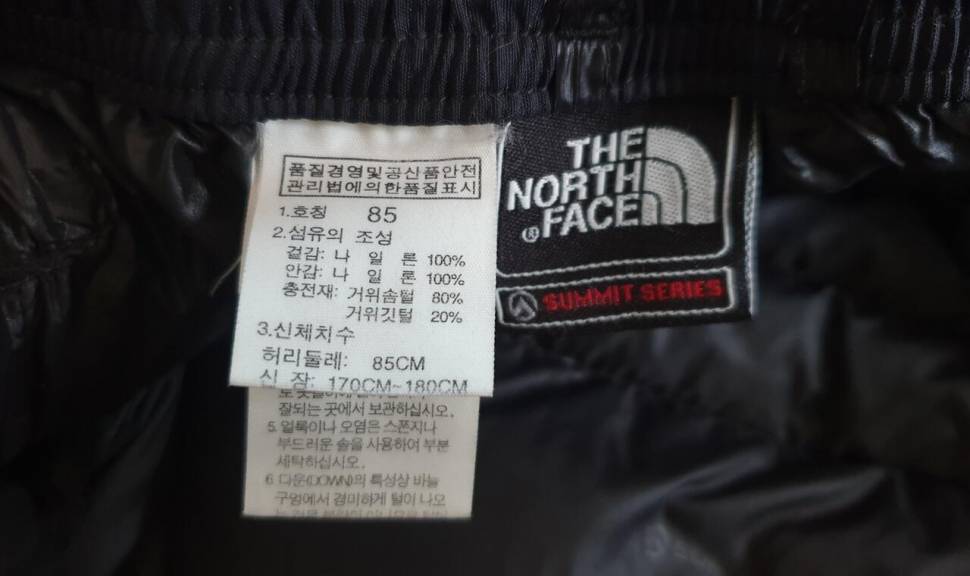 품질경영및공산품안전
관리법에의한품질표시
1.호칭 85
2.섬유의 조성
겉감: 나 일 론 100%
안감: 나 일 론 100%
충전재: 거위솜털 80%
거위깃털 20%
3.신체치수
허리둘레: 85CM
신 장: 170CM~180CM
잘되는 곳에서 보관하십시오.
5. 얼룩이나 오염은 스폰지나
부드러운 솔을 사용하여 부분
세탁하십시오.
6. 다운(DOWN)의 특성상 바늘
구멍에서 경미하게 털이 나오
THE
NORTH
FACE
®
SUMMIT SERIES